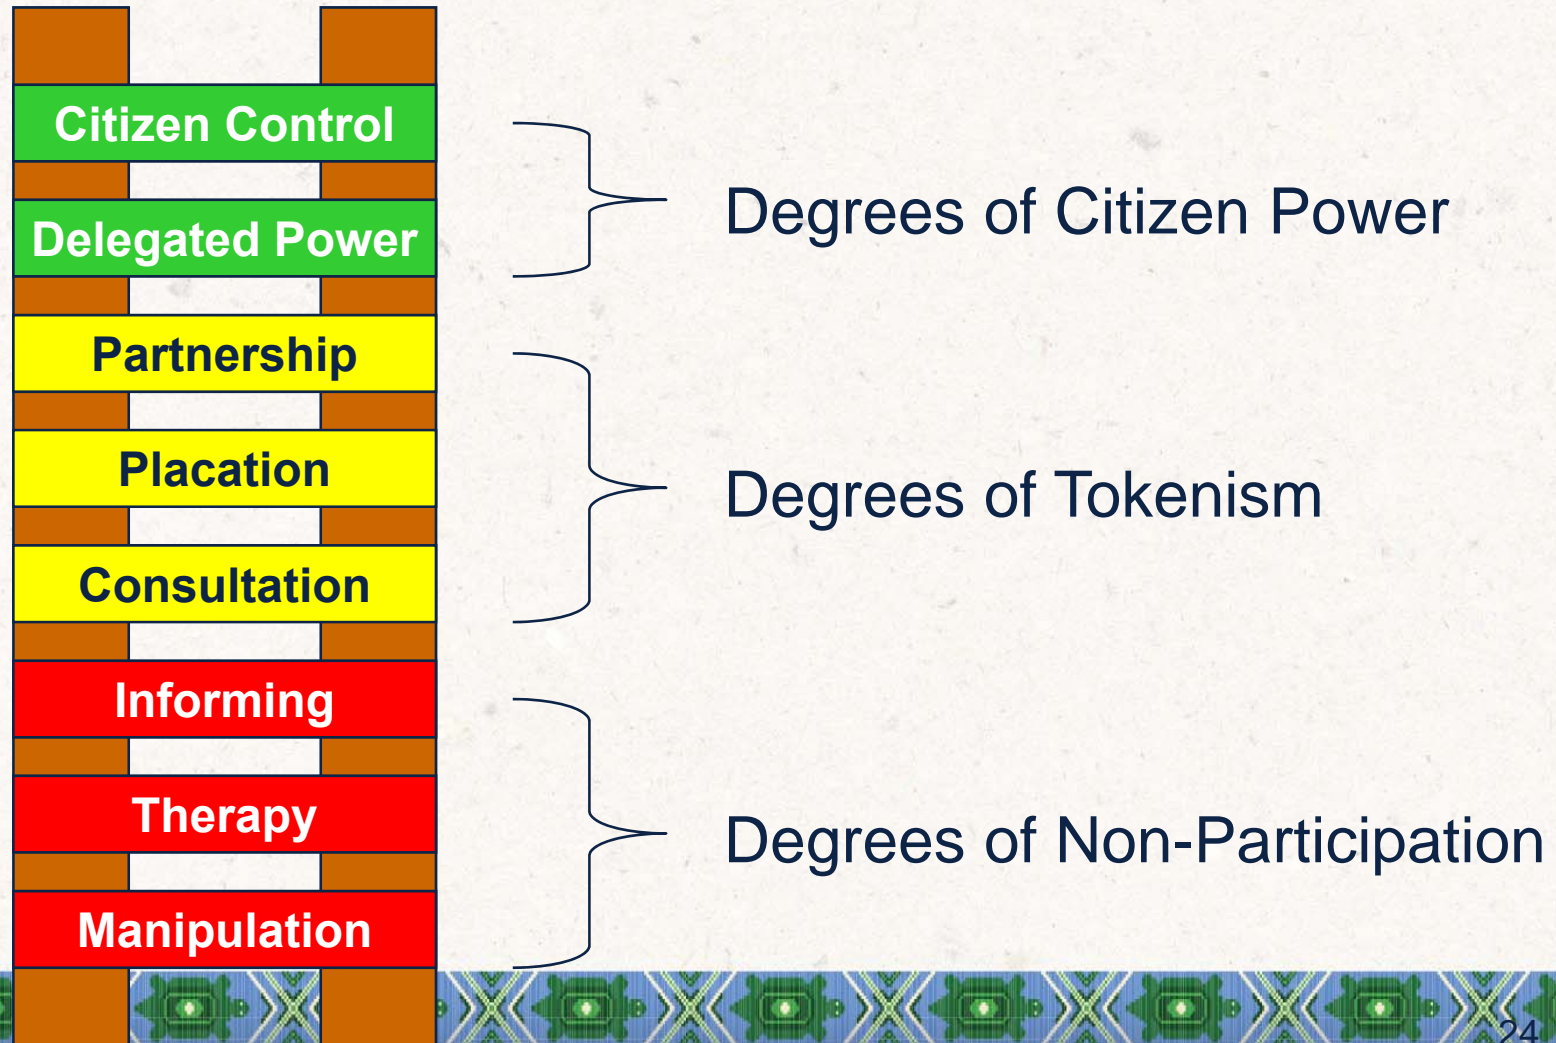 Citizen Control
Delegated Power
Degrees of Citizen Power
Partnership
Placation
Consultation
Degrees of Tokenism
Informing
Therapy
Manipulation
Degrees of Non-Participation
24